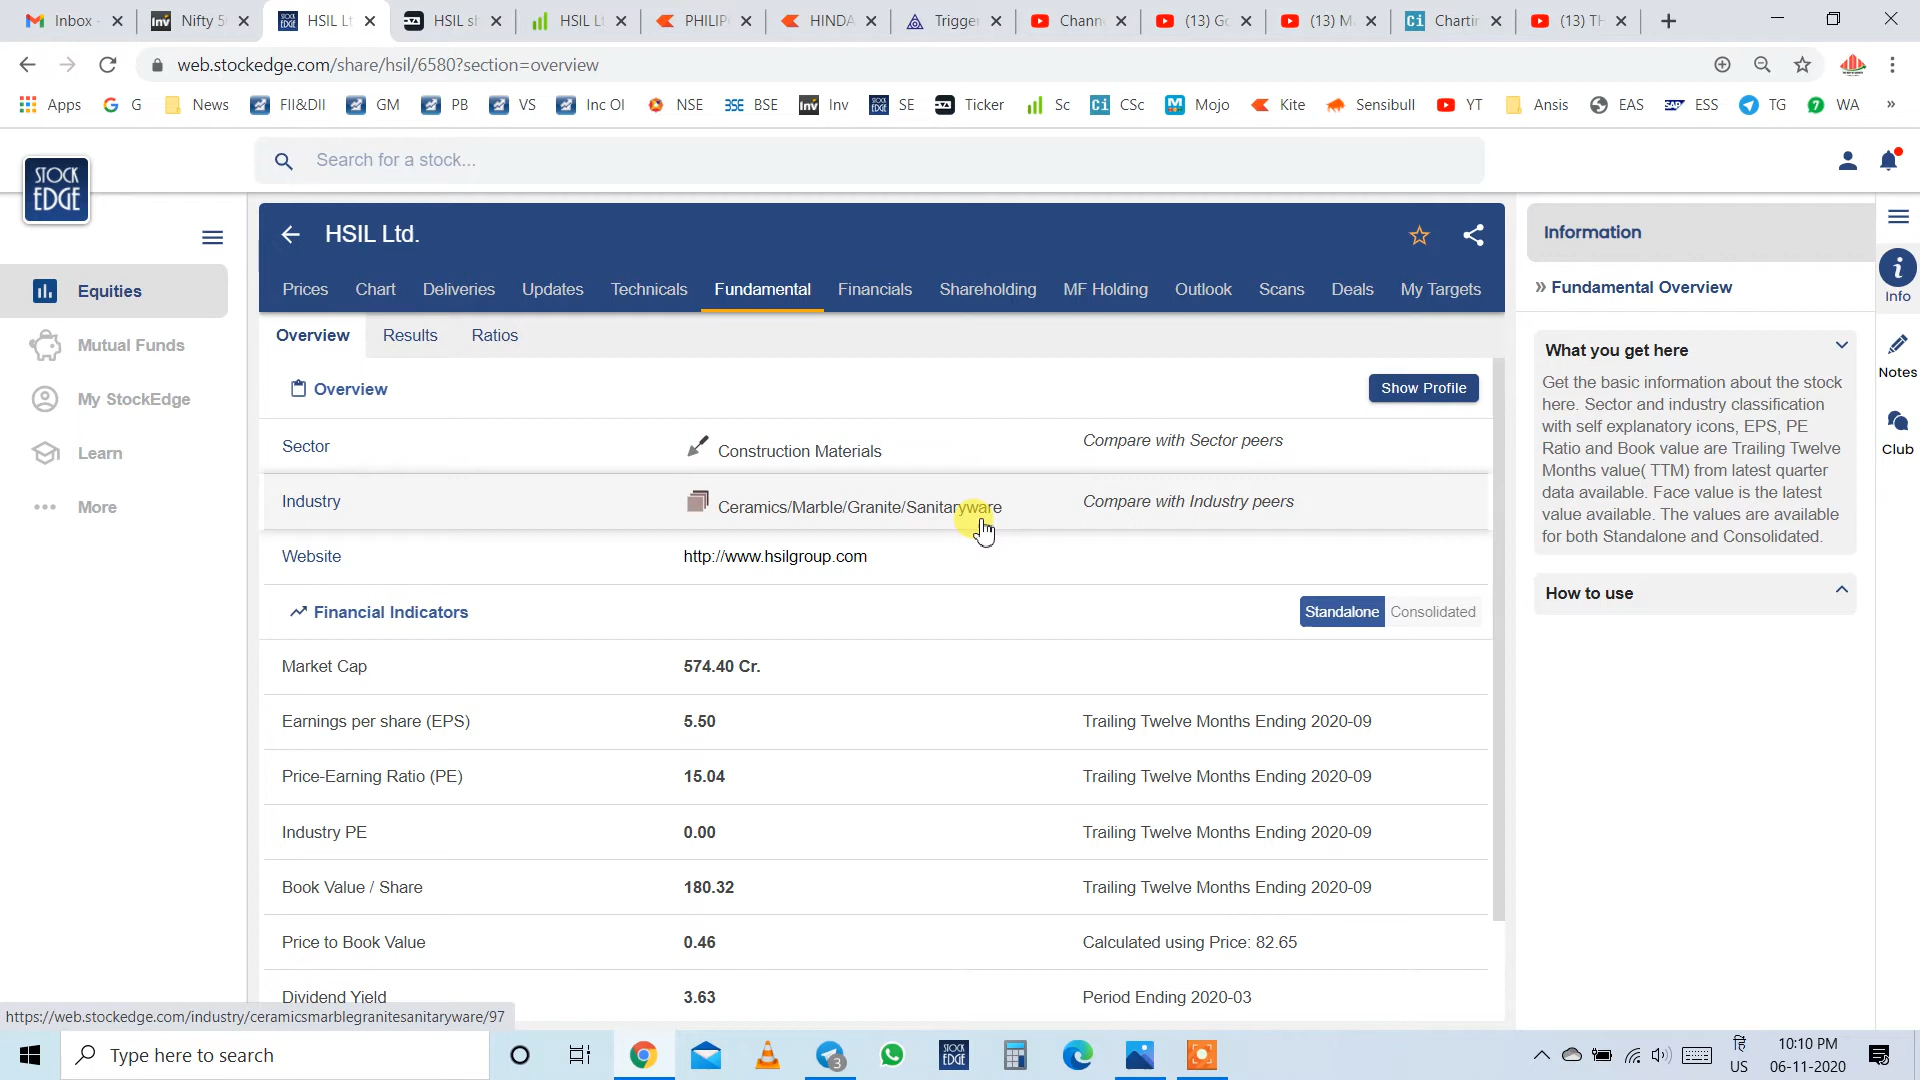 Inbox -
Nifty 5
HSIL Lt
HSIL sh
HSIL Lt
PHILIP
HINDA
Trigge
Chann
(13) Go
(13) M
Chartin
(13) TH
web.stockedge.com/share/hsil/6580?section=overview
Apps
G
News
FII&DII
GM
PB
VS
Inc OI
NSE
BSE
Inv
SE
Ticker
Sc
CSc
Mojo
Kite
Sensibull
YT
Ansis
EAS
ESS
TG
WA
»
STOCK
EDGE
Search for a stock...
Equities
Mutual Funds
My StockEdge
Learn
More
HSIL Ltd.
Prices
Chart
Deliveries
Updates
Technicals
Fundamental
Financials
Shareholding
MF Holding
Outlook
Scans
Deals
My Targets
Overview
Results
Ratios
Overview
Show Profile
Sector
Construction Materials
Compare with Sector peers
Industry
Ceramics/Marble/Granite/Sanitaryware
Compare with Industry peers
Website
http://www.hsilgroup.com
Financial Indicators
Standalone
Consolidated
Market Cap
574.40 Cr.
Earnings per share (EPS)
5.50
Trailing Twelve Months Ending 2020-09
Price-Earning Ratio (PE)
15.04
Trailing Twelve Months Ending 2020-09
Industry PE
0.00
Trailing Twelve Months Ending 2020-09
Book Value / Share
180.32
Trailing Twelve Months Ending 2020-09
Price to Book Value
0.46
Calculated using Price: 82.65
Dividend Yield
3.63
Period Ending 2020-03
Information
» Fundamental Overview
What you get here
Get the basic information about the stock
here. Sector and industry classification
with self explanatory icons, EPS, PE
Ratio and Book value are Trailing Twelve
Months value( TTM) from latest quarter
data available. Face value is the latest
value available. The values are available
for both Standalone and Consolidated.
How to use
Info
Notes
Club
https://web.stockedge.com/industry/ceramicsmarblegranitesanitaryware/97
Type here to search
3
हि
US
10:10 PM
06-11-2020